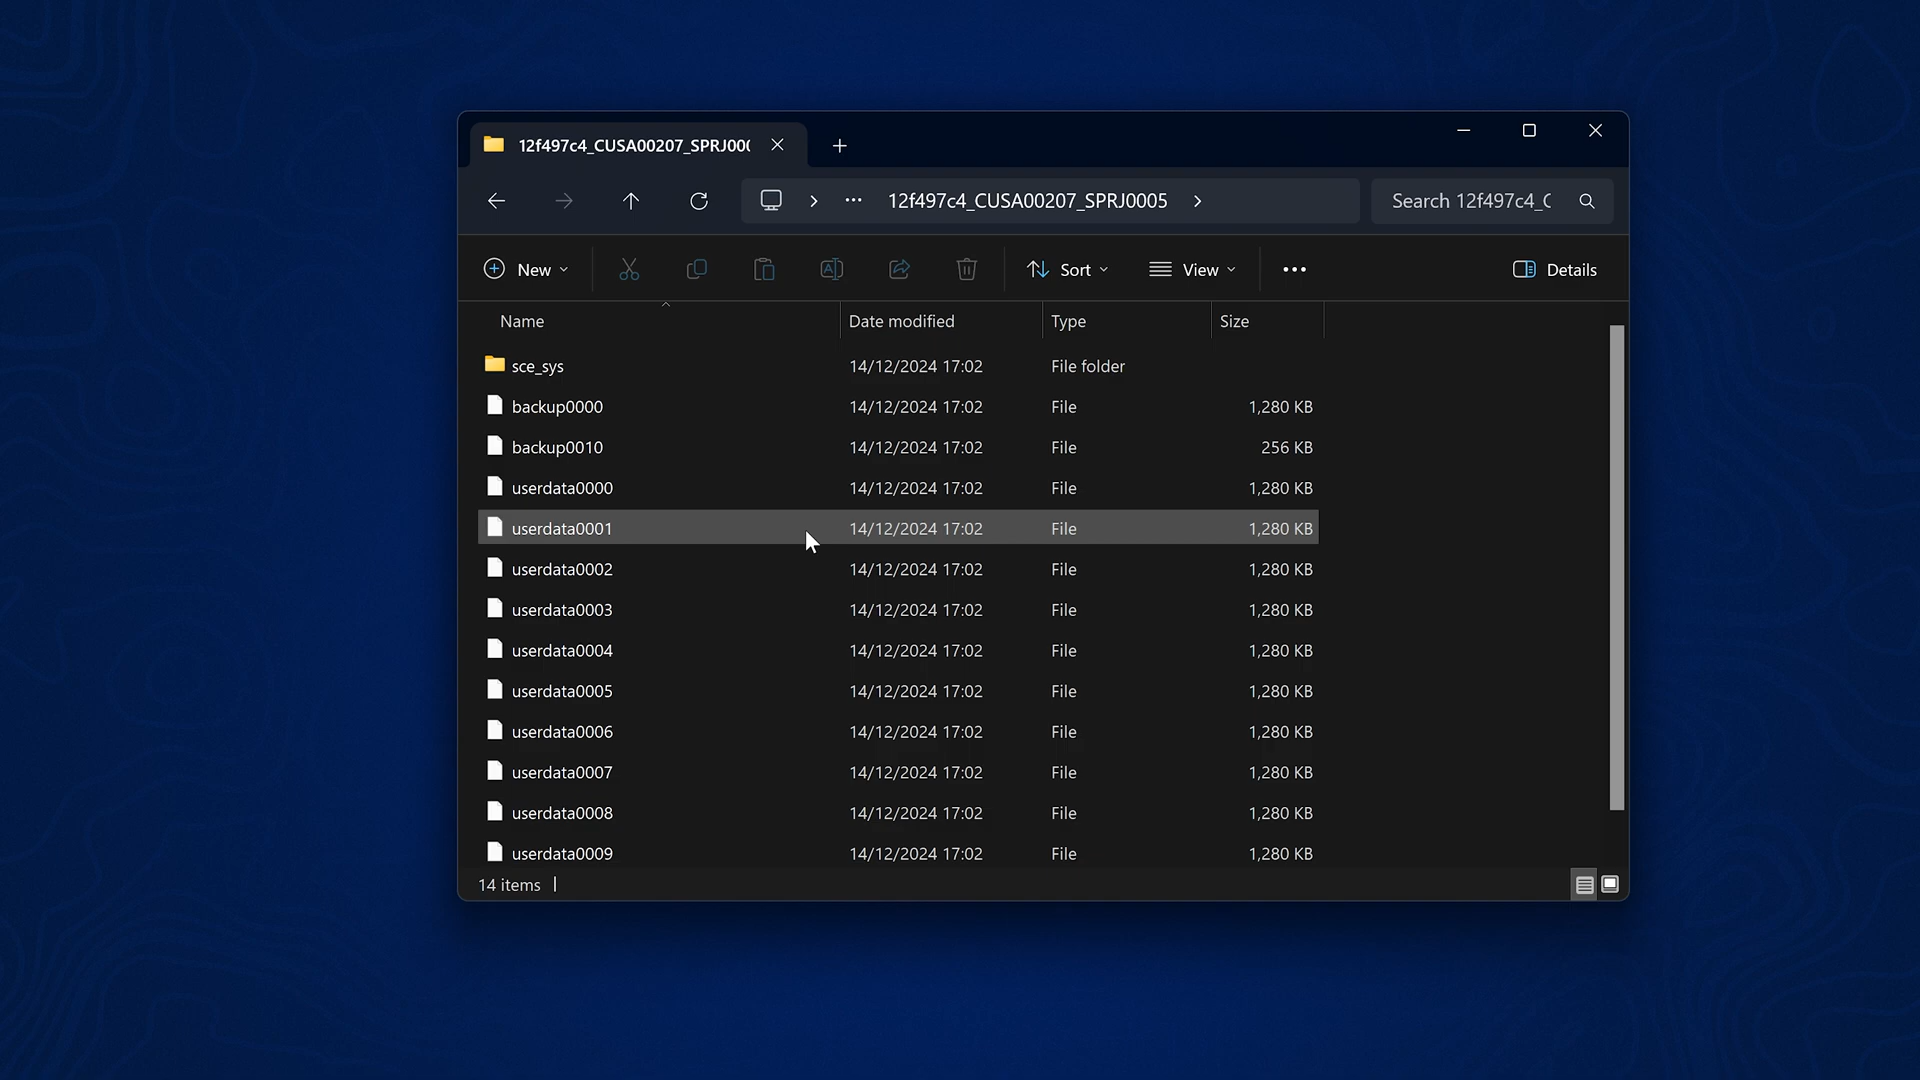 12f497c4_CUSA00207_SPRJ000
12f497c4_CUSA00207_SPRJ0005
Search 12f497c4_C
New
Sort
View
Details
Name Date modified Type Size
sce_sys 14/12/2024 17:02 File folder
backup0000 14/12/2024 17:02 File 1,280 KB
backup0010 14/12/2024 17:02 File 256 KB
userdata0000 14/12/2024 17:02 File 1,280 KB
userdata0001 14/12/2024 17:02 File 1,280 KB
userdata0002 14/12/2024 17:02 File 1,280 KB
userdata0003 14/12/2024 17:02 File 1,280 KB
userdata0004 14/12/2024 17:02 File 1,280 KB
userdata0005 14/12/2024 17:02 File 1,280 KB
userdata0006 14/12/2024 17:02 File 1,280 KB
userdata0007 14/12/2024 17:02 File 1,280 KB
userdata0008 14/12/2024 17:02 File 1,280 KB
userdata0009 14/12/2024 17:02 File 1,280 KB
14 items